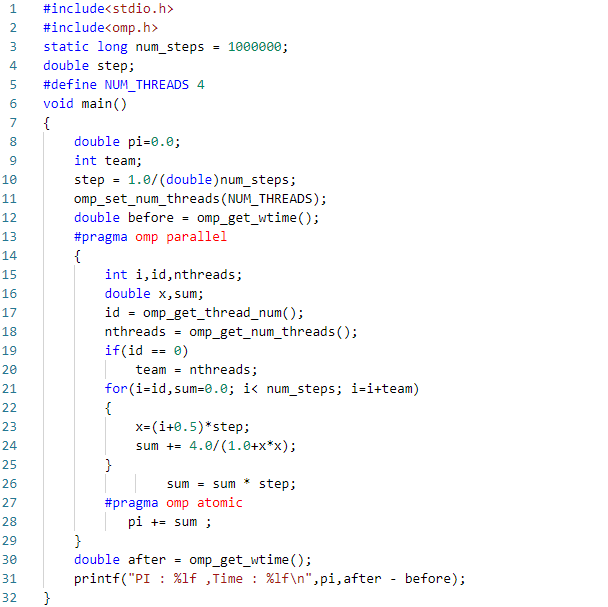 1 #include<stdio.h>
2 #include<omp.h>
3 static long num_steps = 1000000;
4 double step;
5 #define NUM_THREADS 4
6 void main()
7 {
8 double pi=0.0;
9 int team;
10 step = 1.0/(double)num_steps;
11 omp_set_num_threads(NUM_THREADS);
12 double before = omp_get_wtime();
13 #pragma omp parallel
14 {
15 int i,id,nthreads;
16 double x,sum;
17 id = omp_get_thread_num();
18 nthreads = omp_get_num_threads();
19 if(id == 0)
20 team = nthreads;
21 for(i=id,sum=0.0; i< num_steps; i=i+team)
22 {
23 x=(i+0.5)*step;
24 sum += 4.0/(1.0+x*x);
25 }
26 sum = sum * step;
27 #pragma omp atomic
28 pi += sum ;
29 }
30 double after = omp_get_wtime();
31 printf("PI : %lf ,Time : %lf\n",pi,after - before);
32 }